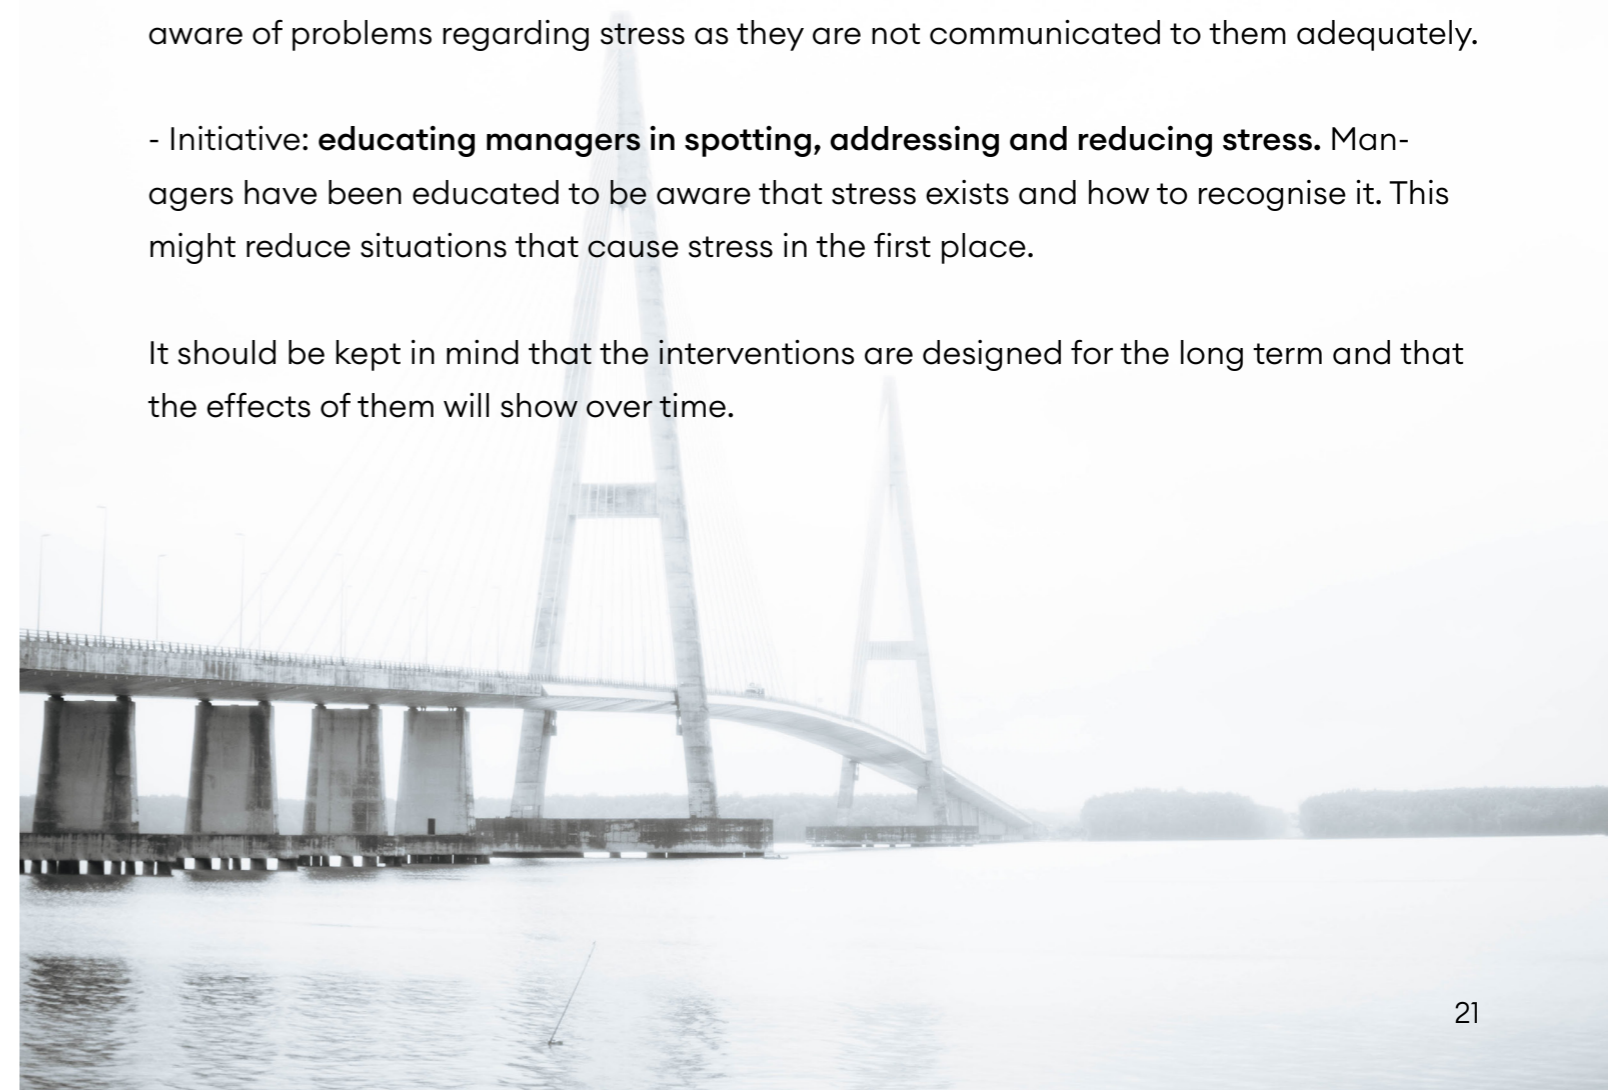 aware of problems regarding stress as they are not communicated to them adequately.
- Initiative: educating managers in spotting, addressing and reducing stress. Man-
agers have been educated to be aware that stress exists and how to recognise it. This
might reduce situations that cause stress in the first place.
It should be kept in mind that the interventions are designed for the long term and that
the effects of them will show over time.
21